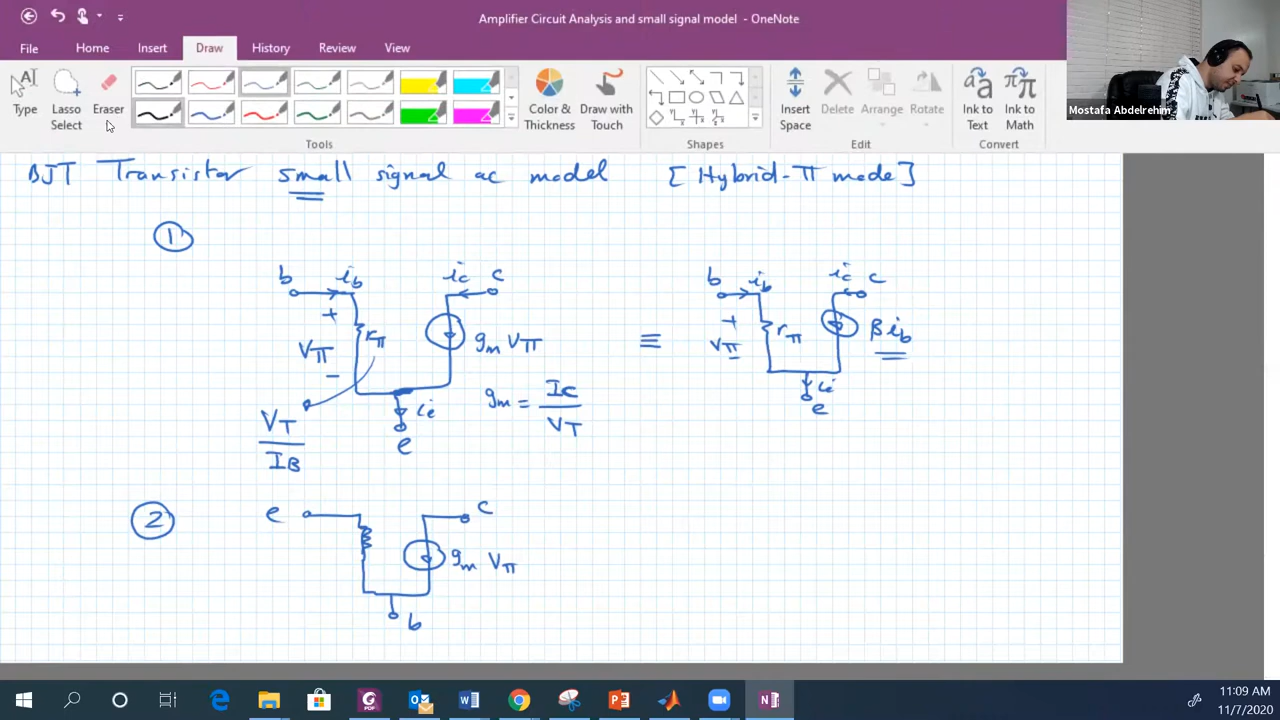 Amplifier Circuit Analysis and small signal model - OneNote
File Home Insert Draw History Review View
Type
Lasso Select
Eraser
Color & Thickness
Draw with Touch
Insert Space
Delete
Arrange
Rotate
Ink to Text
Ink to Math
Tools
Shapes
Edit
Convert
Mostafa Abdelrehim
BJT Transistor small signal ac model [Hybrid-π mode]
①
b ib ic c
+
Vπ rπ gm Vπ
−
ie
e
VT
IB
gm = IC
VT
≡
b ib ic c
+
Vπ rπ β ib
−
ie
e
②
e c
gm Vπ
b
11:09 AM
11/7/2020